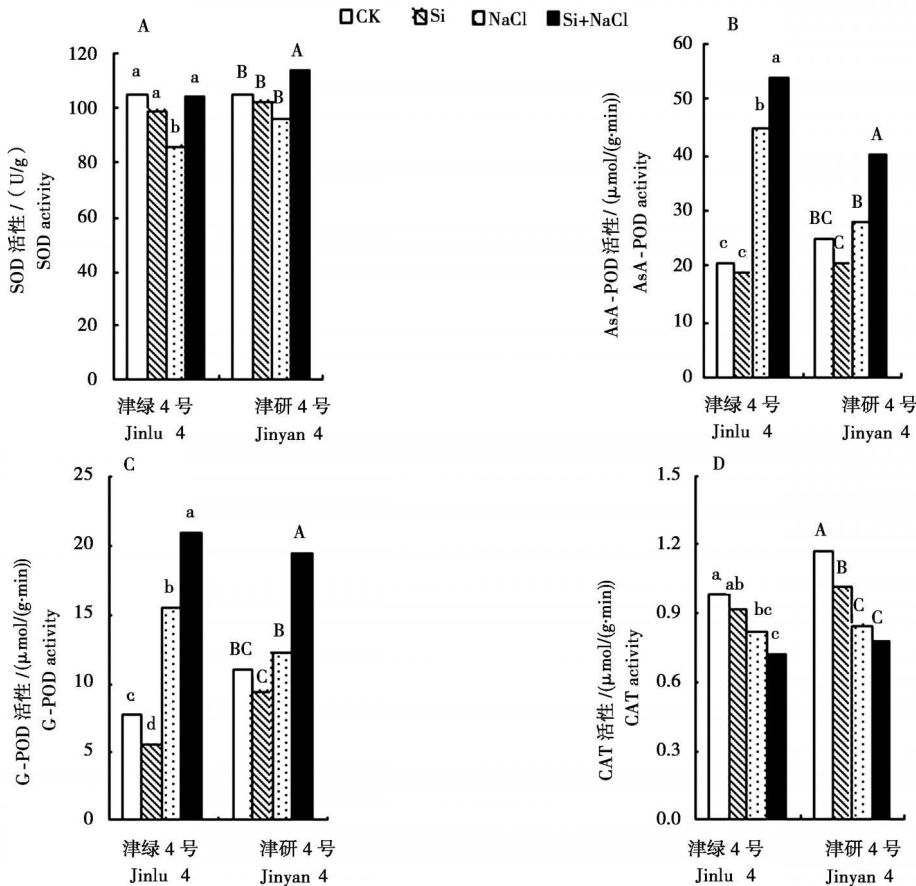 CK Si NaCl Si+NaCl
A
120
100
80
60
40
20
0
SOD 活性 /（U/g）
SOD activity
a a b a B B B A
津绿 4 号 津研 4 号
Jinlu 4 Jinyan 4
B
60
50
40
30
20
10
0
AsA-POD 活性 /(μmol/(g·min))
AsA-POD activity
c c b a BC C B A
津绿 4 号 津研 4 号
Jinlu 4 Jinyan 4
C
25
20
15
10
5
0
G-POD 活性 /(μmol/(g·min))
G-POD activity
c d b a BC C B A
津绿 4 号 津研 4 号
Jinlu 4 Jinyan 4
D
1.5
1.2
0.9
0.6
0.3
0.0
CAT 活性 /(μmol/(g·min))
CAT activity
a ab bc c A B C C
津绿 4 号 津研 4 号
Jinlu 4 Jinyan 4